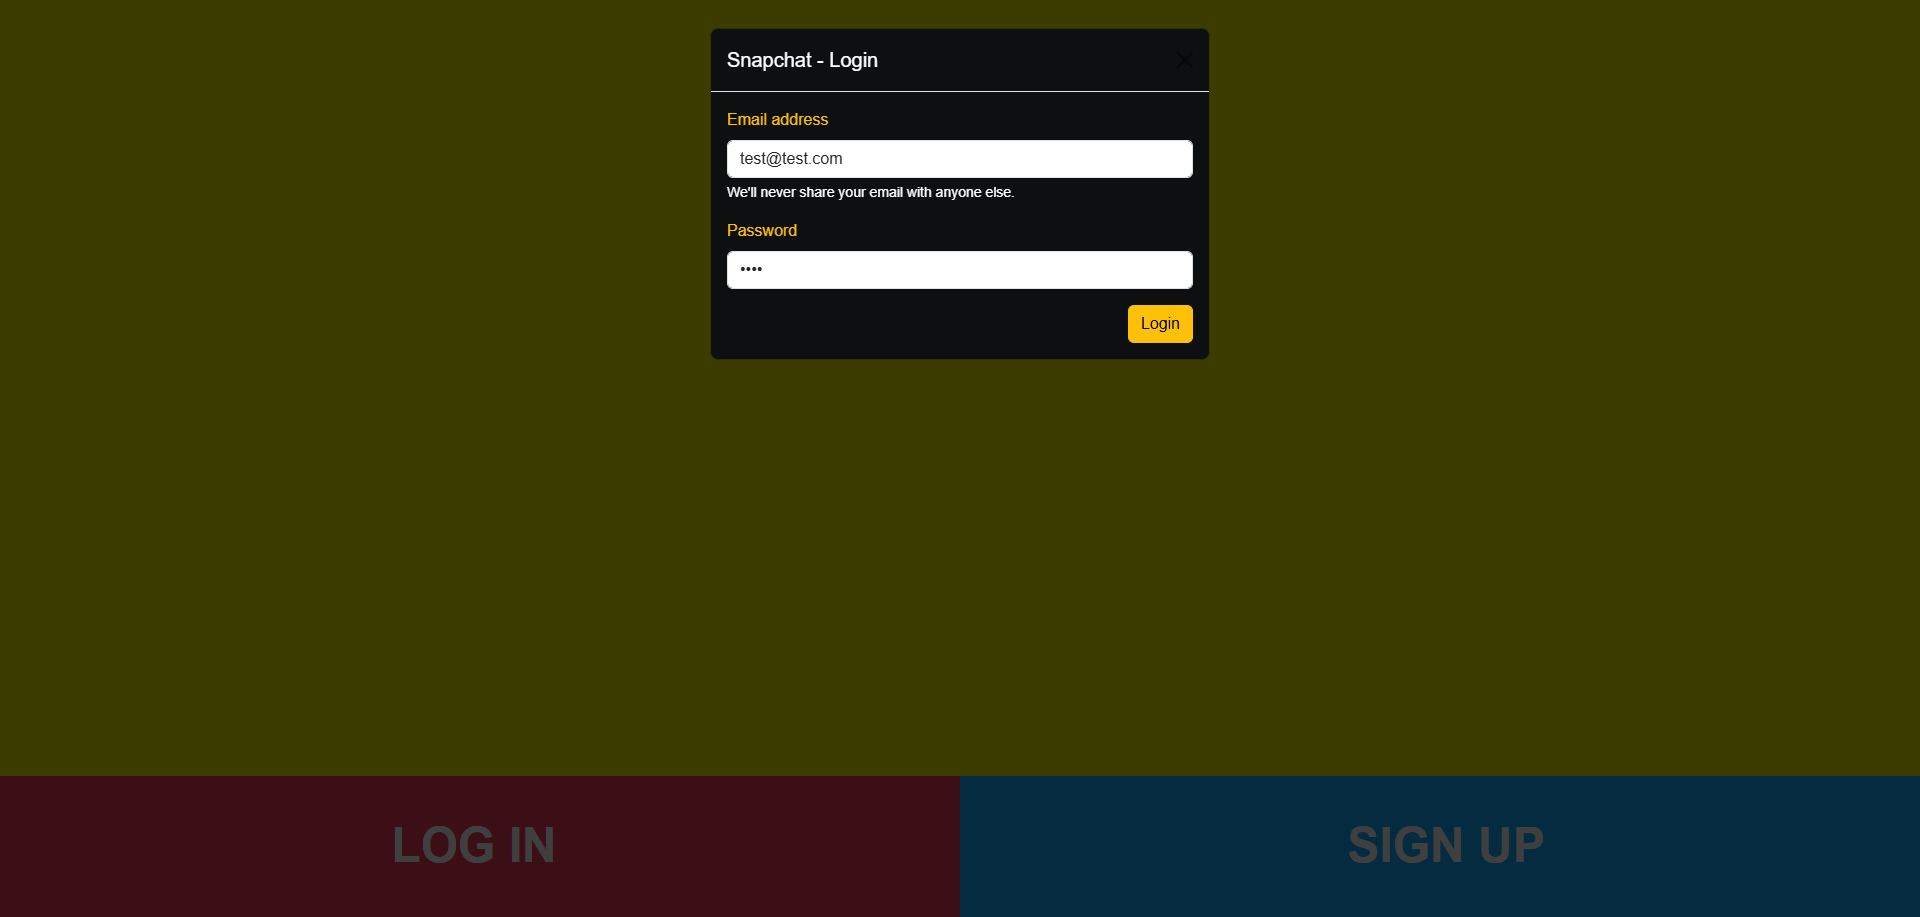 Snapchat - Login
Email address
test@test.com
We'll never share your email with anyone else.
Password
••••
Login
LOG IN
SIGN UP